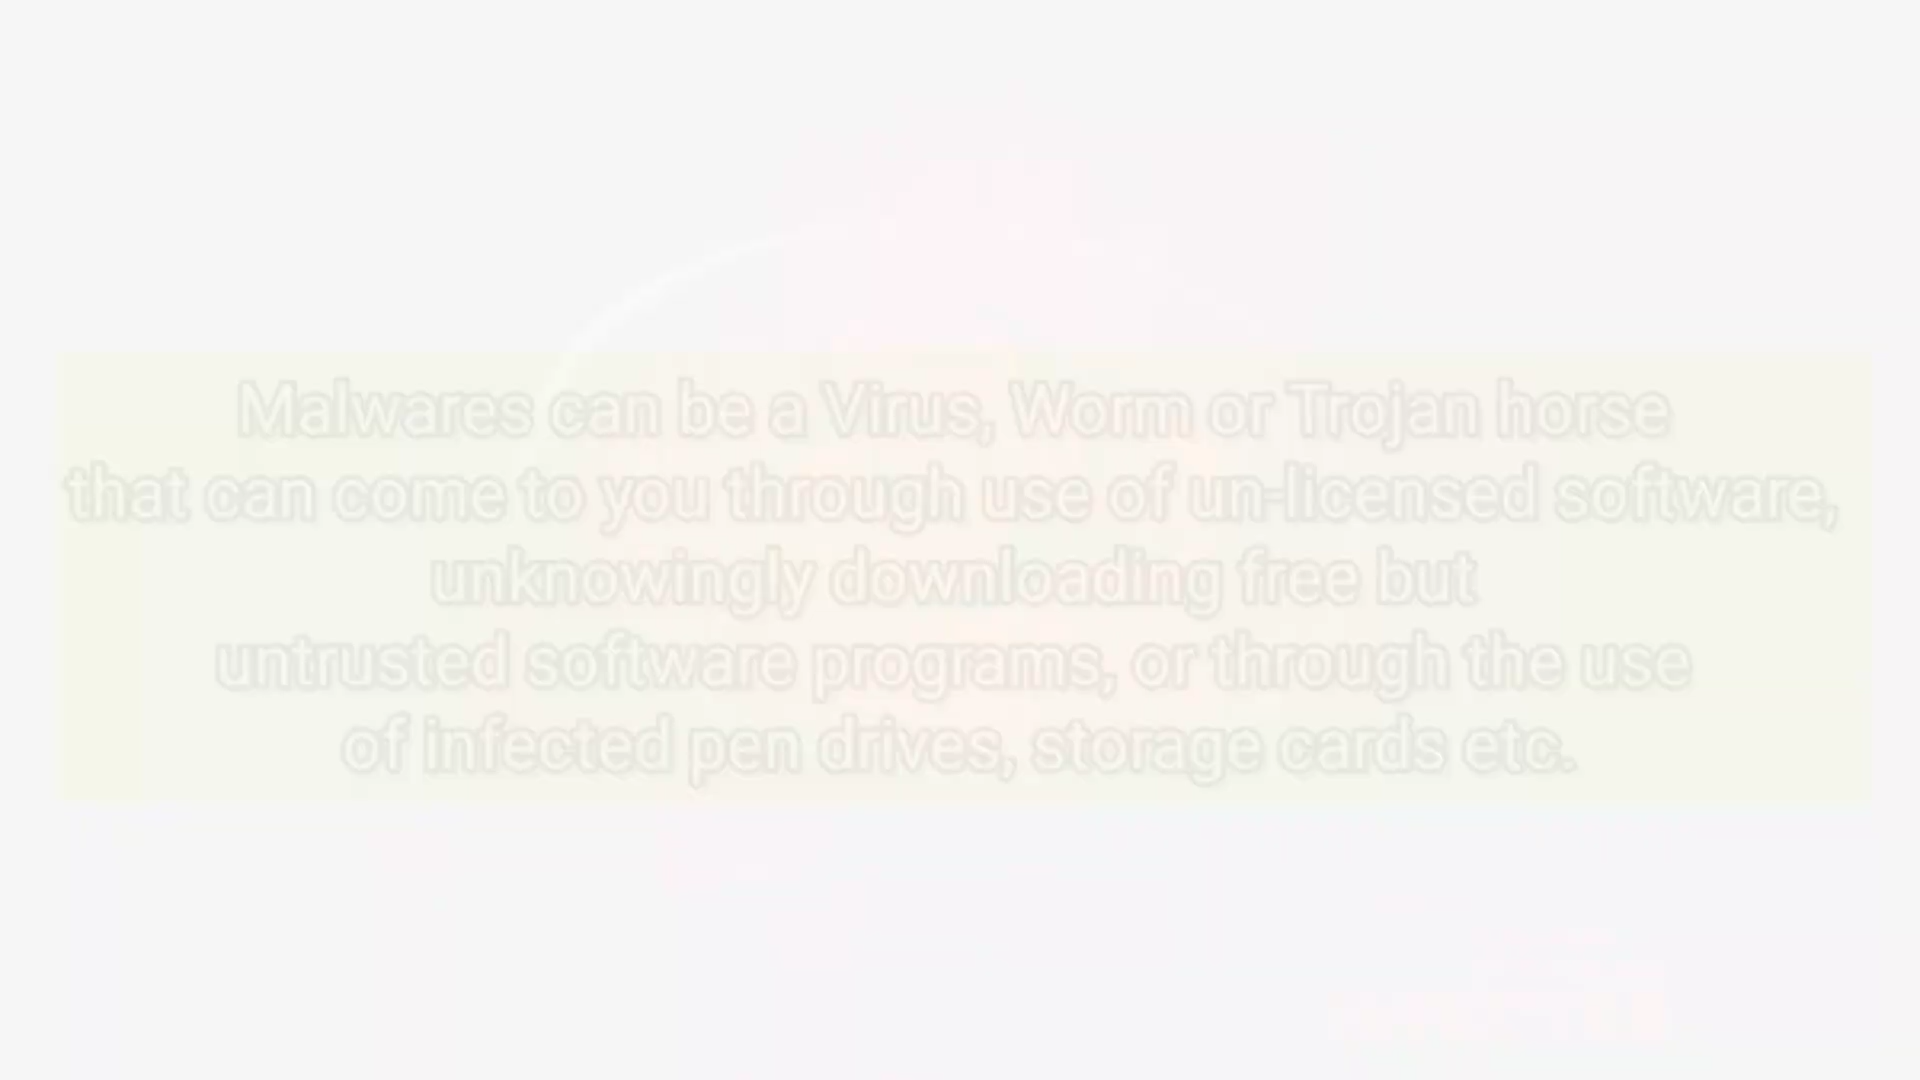 Malwares can be a Virus, Worm or Trojan horse
that can come to you through use of un-licensed software,
unknowingly downloading free but
untrusted software programs, or through the use
of infected pen drives, storage cards etc.